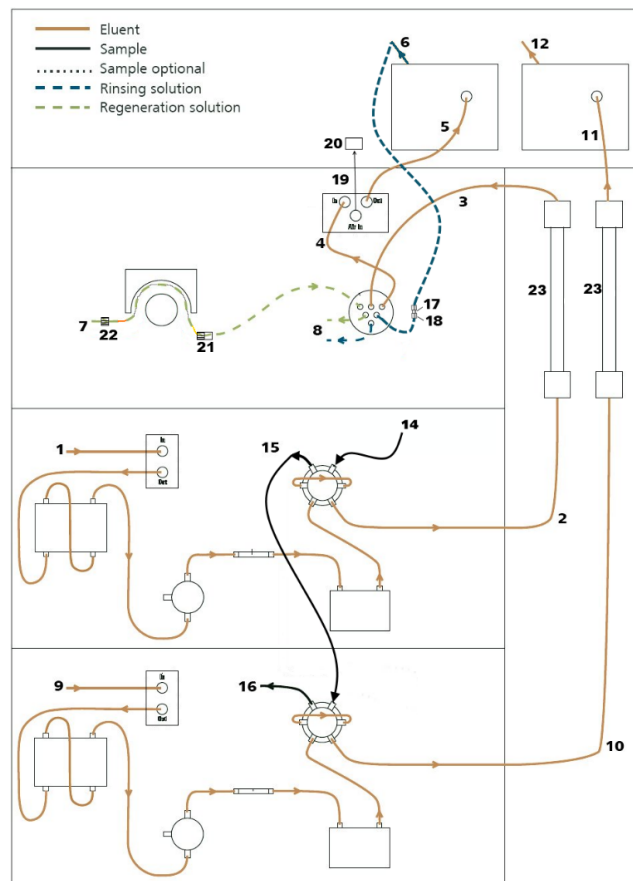 Eluent
Sample
Sample optional
Rinsing solution
Regeneration solution
6
12
5
11
20
19
In
Out
Air in
3
4
23
23
17
18
7
22
21
8
1
In
Out
15
14
2
9
In
Out
16
10